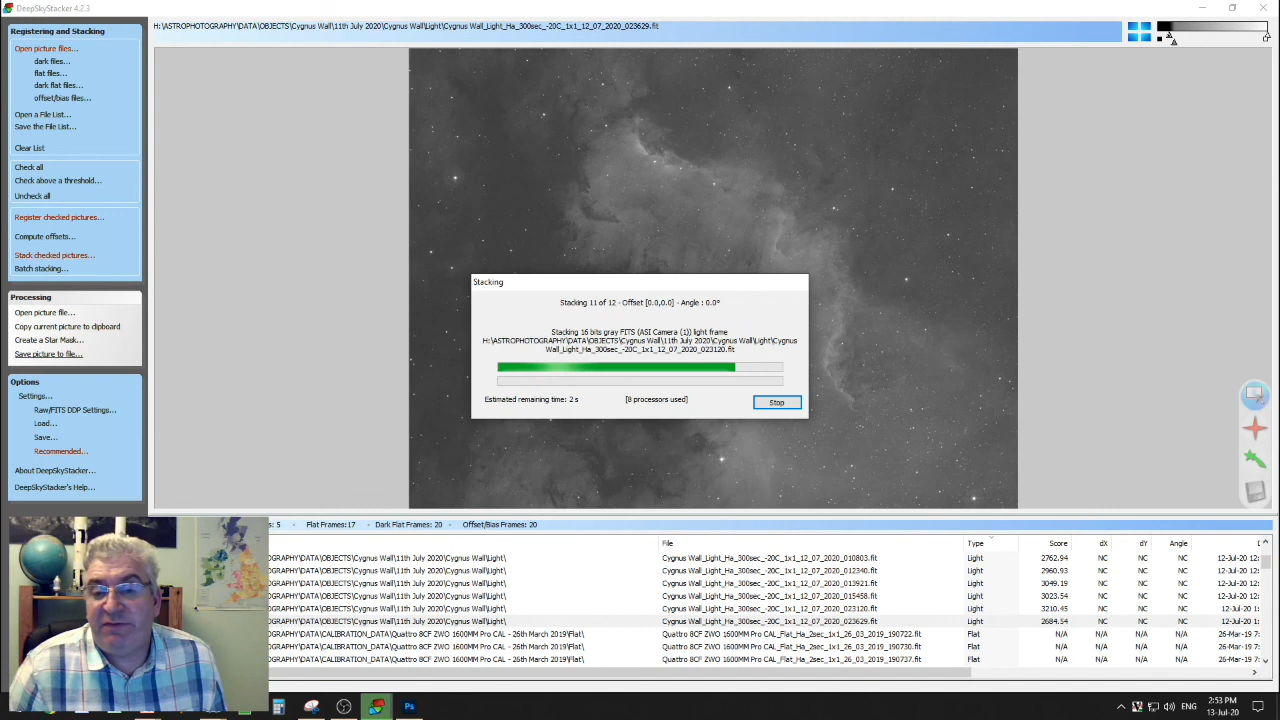 DeepSkyStacker 4.2.3
Registering and Stacking
Open picture files...
dark files...
flat files...
dark flat files...
offset/bias files...
Open a File List...
Save the File List...
Clear List
Check all
Check above a threshold...
Uncheck all
Register checked pictures...
Compute offsets...
Stack checked pictures...
Batch stacking...
Processing
Open picture file...
Copy current picture to clipboard
Create a Star Mask...
Save picture to file...
Options
Settings...
Raw/FITS DDP Settings...
Load...
Save...
Recommended...
About DeepSkyStacker...
DeepSkyStacker's Help...
H:\ASTROPHOTOGRAPHY\DATA\OBJECTS\Cygnus Wall\11th July 2020\Cygnus Wall\Light\Cygnus Wall_Light_Ha_300sec_-20C_1x1_12_07_2020_023629.fit
Stacking
Stacking 11 of 12 - Offset [0.0,0.0] - Angle : 0.0°
Stacking 16 bits gray FITS (ASI Camera (1)) light frame
H:\ASTROPHOTOGRAPHY\DATA\OBJECTS\Cygnus Wall\11th July 2020\Cygnus Wall\Light\Cygnus
Wall_Light_Ha_300sec_-20C_1x1_12_07_2020_023120.fit
Estimated remaining time: 2 s [8 processors used] Stop
s: 5 - Flat Frames:17 - Dark Flat Frames: 20 - Offset/Bias Frames: 20
File Type Score dX dY Angle
OGRAPHY\DATA\OBJECTS\Cygnus Wall\11th July 2020\Cygnus Wall\Light\ Cygnus Wall_Light_Ha_300sec_-20C_1x1_12_07_2020_010803.fit Light 2762.94 NC NC NC 12-Jul-20 1:
OGRAPHY\DATA\OBJECTS\Cygnus Wall\11th July 2020\Cygnus Wall\Light\ Cygnus Wall_Light_Ha_300sec_-20C_1x1_12_07_2020_012340.fit Light 2960.93 NC NC NC 12-Jul-20 1:
OGRAPHY\DATA\OBJECTS\Cygnus Wall\11th July 2020\Cygnus Wall\Light\ Cygnus Wall_Light_Ha_300sec_-20C_1x1_12_07_2020_013921.fit Light 3049.19 NC NC NC 12-Jul-20 1:
OGRAPHY\DATA\OBJECTS\Cygnus Wall\11th July 2020\Cygnus Wall\Light\ Cygnus Wall_Light_Ha_300sec_-20C_1x1_12_07_2020_015458.fit Light 3023.54 NC NC NC 12-Jul-20 1:
OGRAPHY\DATA\OBJECTS\Cygnus Wall\11th July 2020\Cygnus Wall\Light\ Cygnus Wall_Light_Ha_300sec_-20C_1x1_12_07_2020_023120.fit Light 3210.45 NC NC NC 12-Jul-20
OGRAPHY\DATA\OBJECTS\Cygnus Wall\11th July 2020\Cygnus Wall\Light\ Cygnus Wall_Light_Ha_300sec_-20C_1x1_12_07_2020_023629.fit Light 2684.54 NC NC NC 12-Jul-20
OGRAPHY\DATA\CALIBRATION_DATA\Quattro 8CF ZWO 1600MM Pro CAL - 26th March 2019\Flat\ Quattro 8CF ZWO 1600MM Pro CAL_Flat_Ha_2sec_1x1_26_03_2019_190722.fit Flat N/A N/A N/A N/A 26-Mar-19 7:
OGRAPHY\DATA\CALIBRATION_DATA\Quattro 8CF ZWO 1600MM Pro CAL - 26th March 2019\Flat\ Quattro 8CF ZWO 1600MM Pro CAL_Flat_Ha_2sec_1x1_26_03_2019_190730.fit Flat N/A N/A N/A N/A 26-Mar-19 7:
OGRAPHY\DATA\CALIBRATION_DATA\Quattro 8CF ZWO 1600MM Pro CAL - 26th March 2019\Flat\ Quattro 8CF ZWO 1600MM Pro CAL_Flat_Ha_2sec_1x1_26_03_2019_190737.fit Flat N/A N/A N/A N/A 26-Mar-19 7:
Ps
ENG
2:53 PM
13-Jul-20